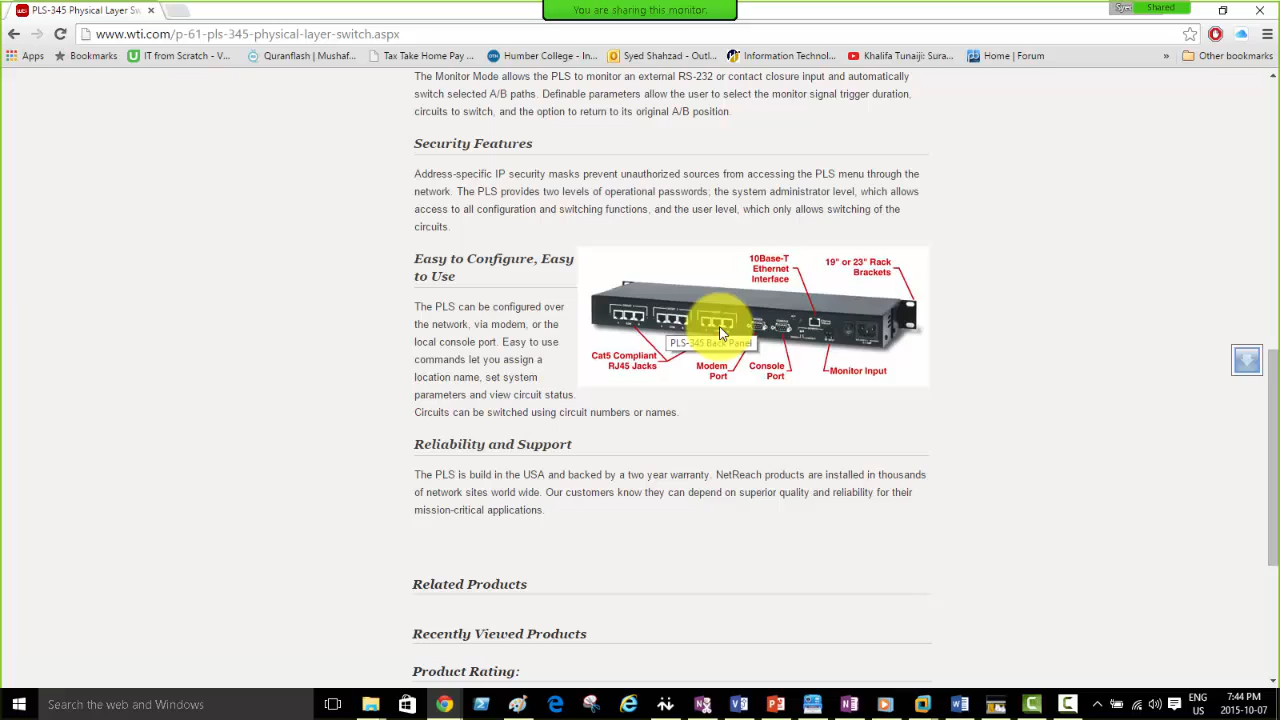 You are sharing this monitor.
PLS-345 Physical Layer Sw
Sye
Shared
www.wti.com/p-61-pls-345-physical-layer-switch.aspx
Apps
Bookmarks
IT from Scratch - V...
Quranflash | Mushaf...
Tax Take Home Pay ...
Humber College - In...
Syed Shahzad - Outl...
Information Technol...
Khalifa Tunaiji: Sura...
Home | Forum
»
Other bookmarks
The Monitor Mode allows the PLS to monitor an external RS-232 or contact closure input and automatically
switch selected A/B paths. Definable parameters allow the user to select the monitor signal trigger duration,
circuits to switch, and the option to return to its original A/B position.
Security Features
Address-specific IP security masks prevent unauthorized sources from accessing the PLS menu through the
network. The PLS provides two levels of operational passwords; the system administrator level, which allows
access to all configuration and switching functions, and the user level, which only allows switching of the
circuits.
Easy to Configure, Easy
to Use
The PLS can be configured over
the network, via modem, or the
local console port. Easy to use
commands let you assign a
location name, set system
parameters and view circuit status.
Circuits can be switched using circuit numbers or names.
10Base-T
Ethernet
Interface
19" or 23" Rack
Brackets
PLS-345 Back Panel
Cat5 Compliant
RJ45 Jacks
Modem
Port
Console
Port
Monitor Input
Reliability and Support
The PLS is build in the USA and backed by a two year warranty. NetReach products are installed in thousands
of network sites world wide. Our customers know they can depend on superior quality and reliability for their
mission-critical applications.
Related Products
Recently Viewed Products
Product Rating:
Search the web and Windows
ENG
US
7:44 PM
2015-10-07